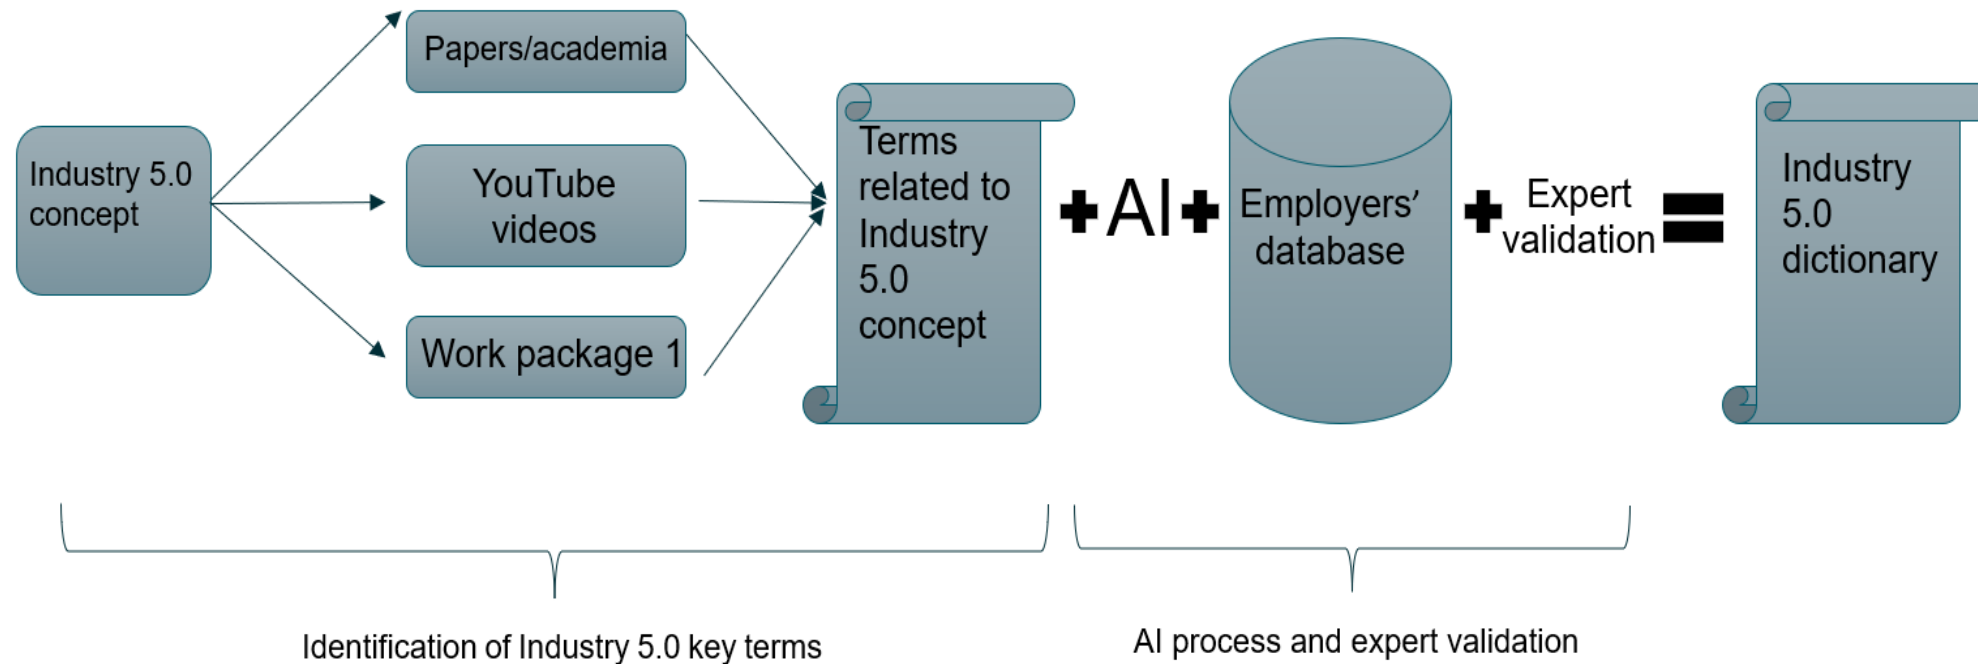 Industry 5.0
concept
Papers/academia
YouTube
videos
Work package 1
Terms
related to
Industry
5.0
concept
+
AI
+
Employers’
database
+
Expert
validation
=
Industry
5.0
dictionary
Identification of Industry 5.0 key terms
AI process and expert validation